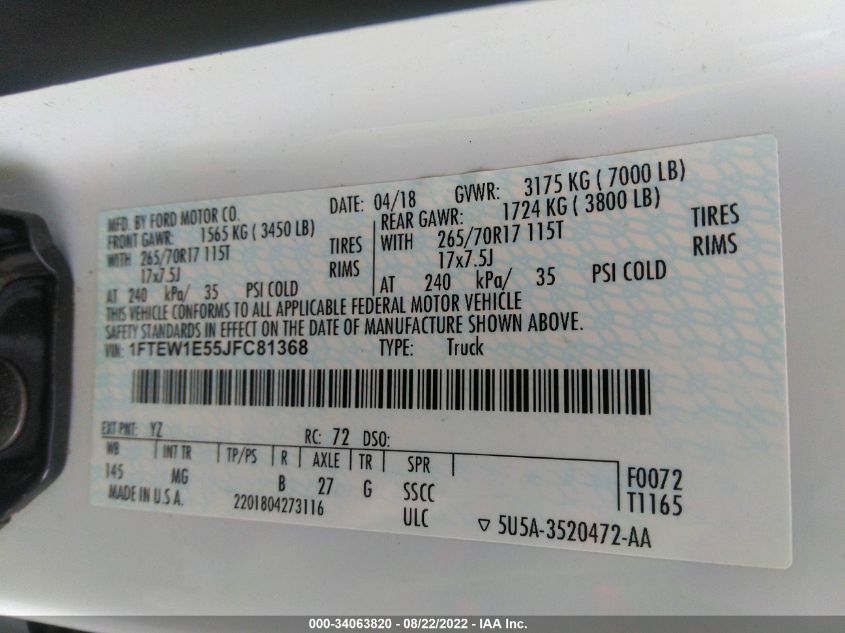 MFD. BY FORD MOTOR CO.
DATE: 04/18 GVWR: 3175 KG ( 7000 LB)
FRONT GAWR: 1565 KG ( 3450 LB)
WITH 265/70R17 115T TIRES
17x7.5J RIMS
AT 240 kPa/ 35 PSI COLD
REAR GAWR: 1724 KG ( 3800 LB)
WITH 265/70R17 115T TIRES
17x7.5J RIMS
AT 240 kPa/ 35 PSI COLD
THIS VEHICLE CONFORMS TO ALL APPLICABLE FEDERAL MOTOR VEHICLE
SAFETY STANDARDS IN EFFECT ON THE DATE OF MANUFACTURE SHOWN ABOVE.
VIN: 1FTEW1E55JFC81368 TYPE: Truck
EXT PNT: YZ RC: 72 DSO:
WB INT TR TP/PS R AXLE TR SPR
145 MG B 27 G SSCC
ULC
F0072
T1165
MADE IN U.S.A. 2201804273116
▽ 5U5A-3520472-AA
000-34063820 - 08/22/2022 - IAA Inc.